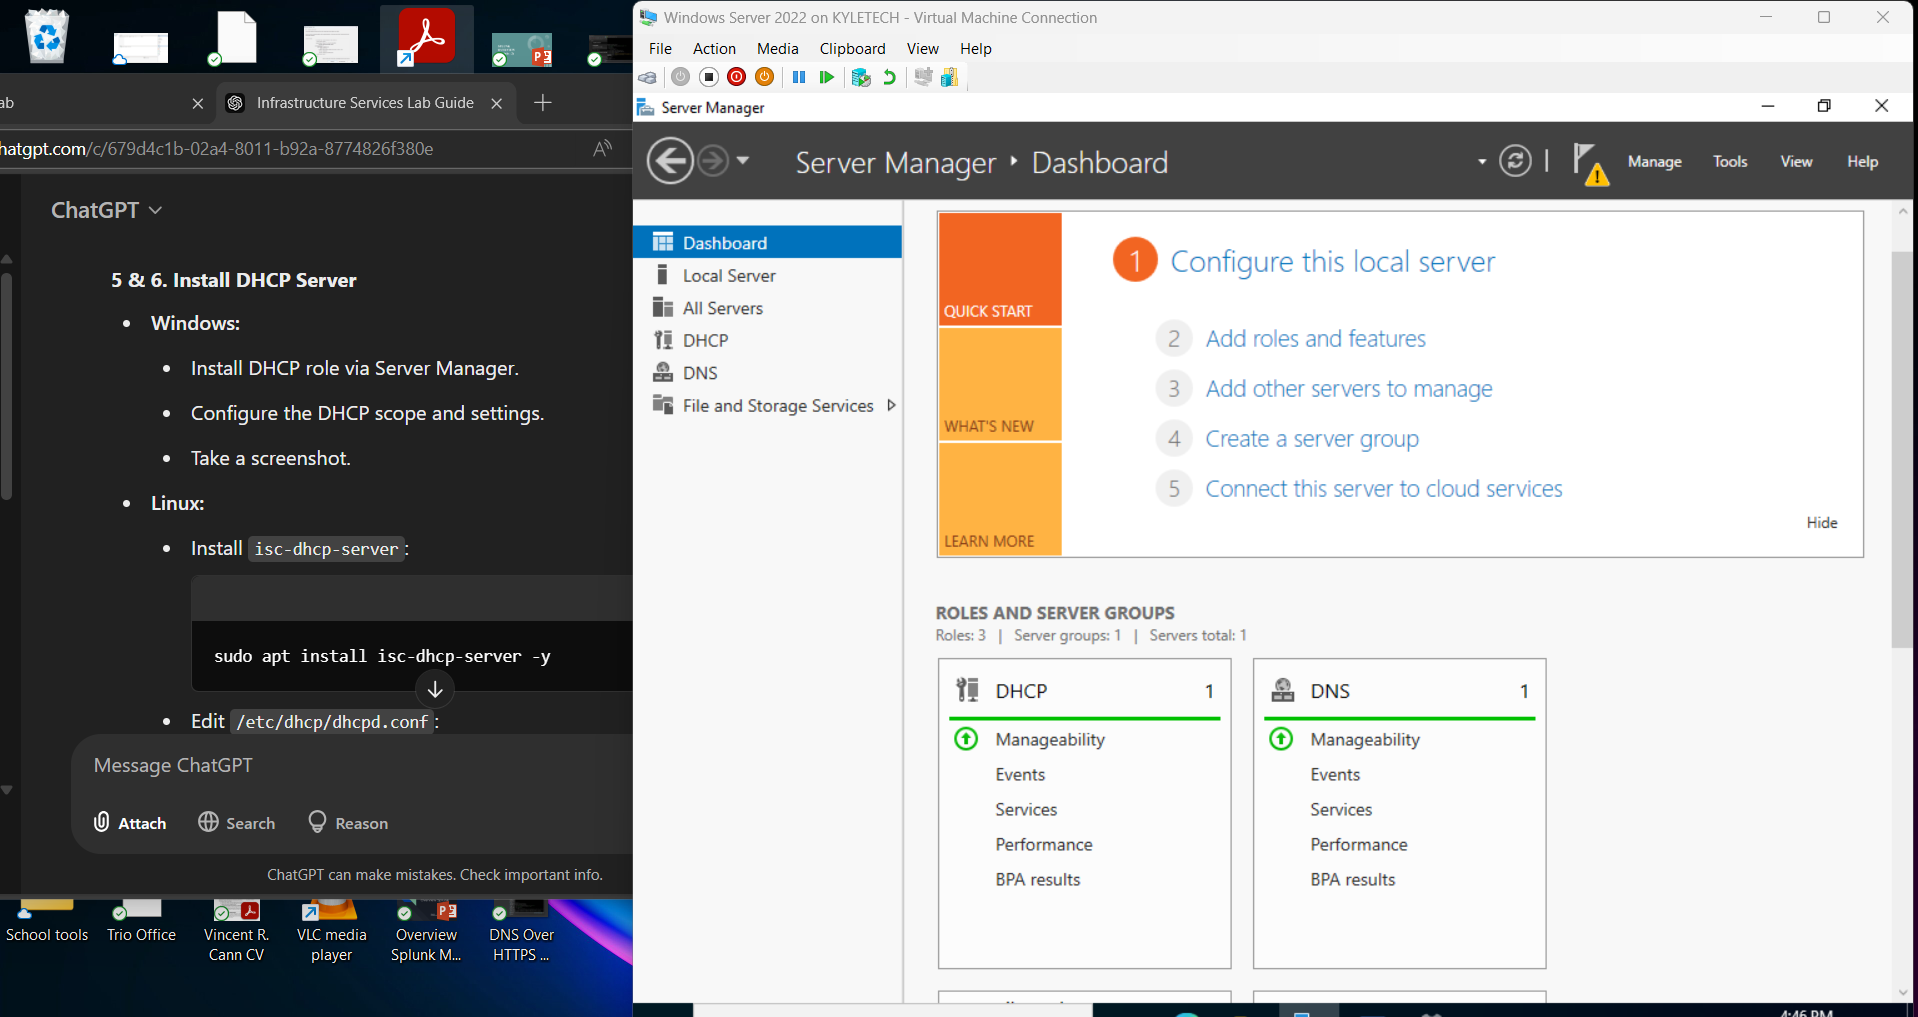 ab
Infrastructure Services Lab Guide
hatgpt.com/c/679d4c1b-02a4-8011-b92a-8774826f380e
ChatGPT
5 & 6. Install DHCP Server
Windows:
Install DHCP role via Server Manager.
Configure the DHCP scope and settings.
Take a screenshot.
Linux:
Install isc-dhcp-server:
sudo apt install isc-dhcp-server -y
Edit /etc/dhcp/dhcpd.conf:
Message ChatGPT
Attach
Search
Reason
ChatGPT can make mistakes. Check important info.
School tools
Trio Office
Vincent R.
Cann CV
VLC media
player
Overview
Splunk M...
DNS Over
HTTPS ...
Windows Server 2022 on KYLETECH - Virtual Machine Connection
File Action Media Clipboard View Help
Server Manager
Server Manager ‣ Dashboard
Manage Tools View Help
Dashboard
Local Server
All Servers
DHCP
DNS
File and Storage Services
QUICK START
WHAT'S NEW
LEARN MORE
1 Configure this local server
2 Add roles and features
3 Add other servers to manage
4 Create a server group
5 Connect this server to cloud services
Hide
ROLES AND SERVER GROUPS
Roles: 3 | Server groups: 1 | Servers total: 1
DHCP 1
Manageability
Events
Services
Performance
BPA results
DNS 1
Manageability
Events
Services
Performance
BPA results
4:46 PM